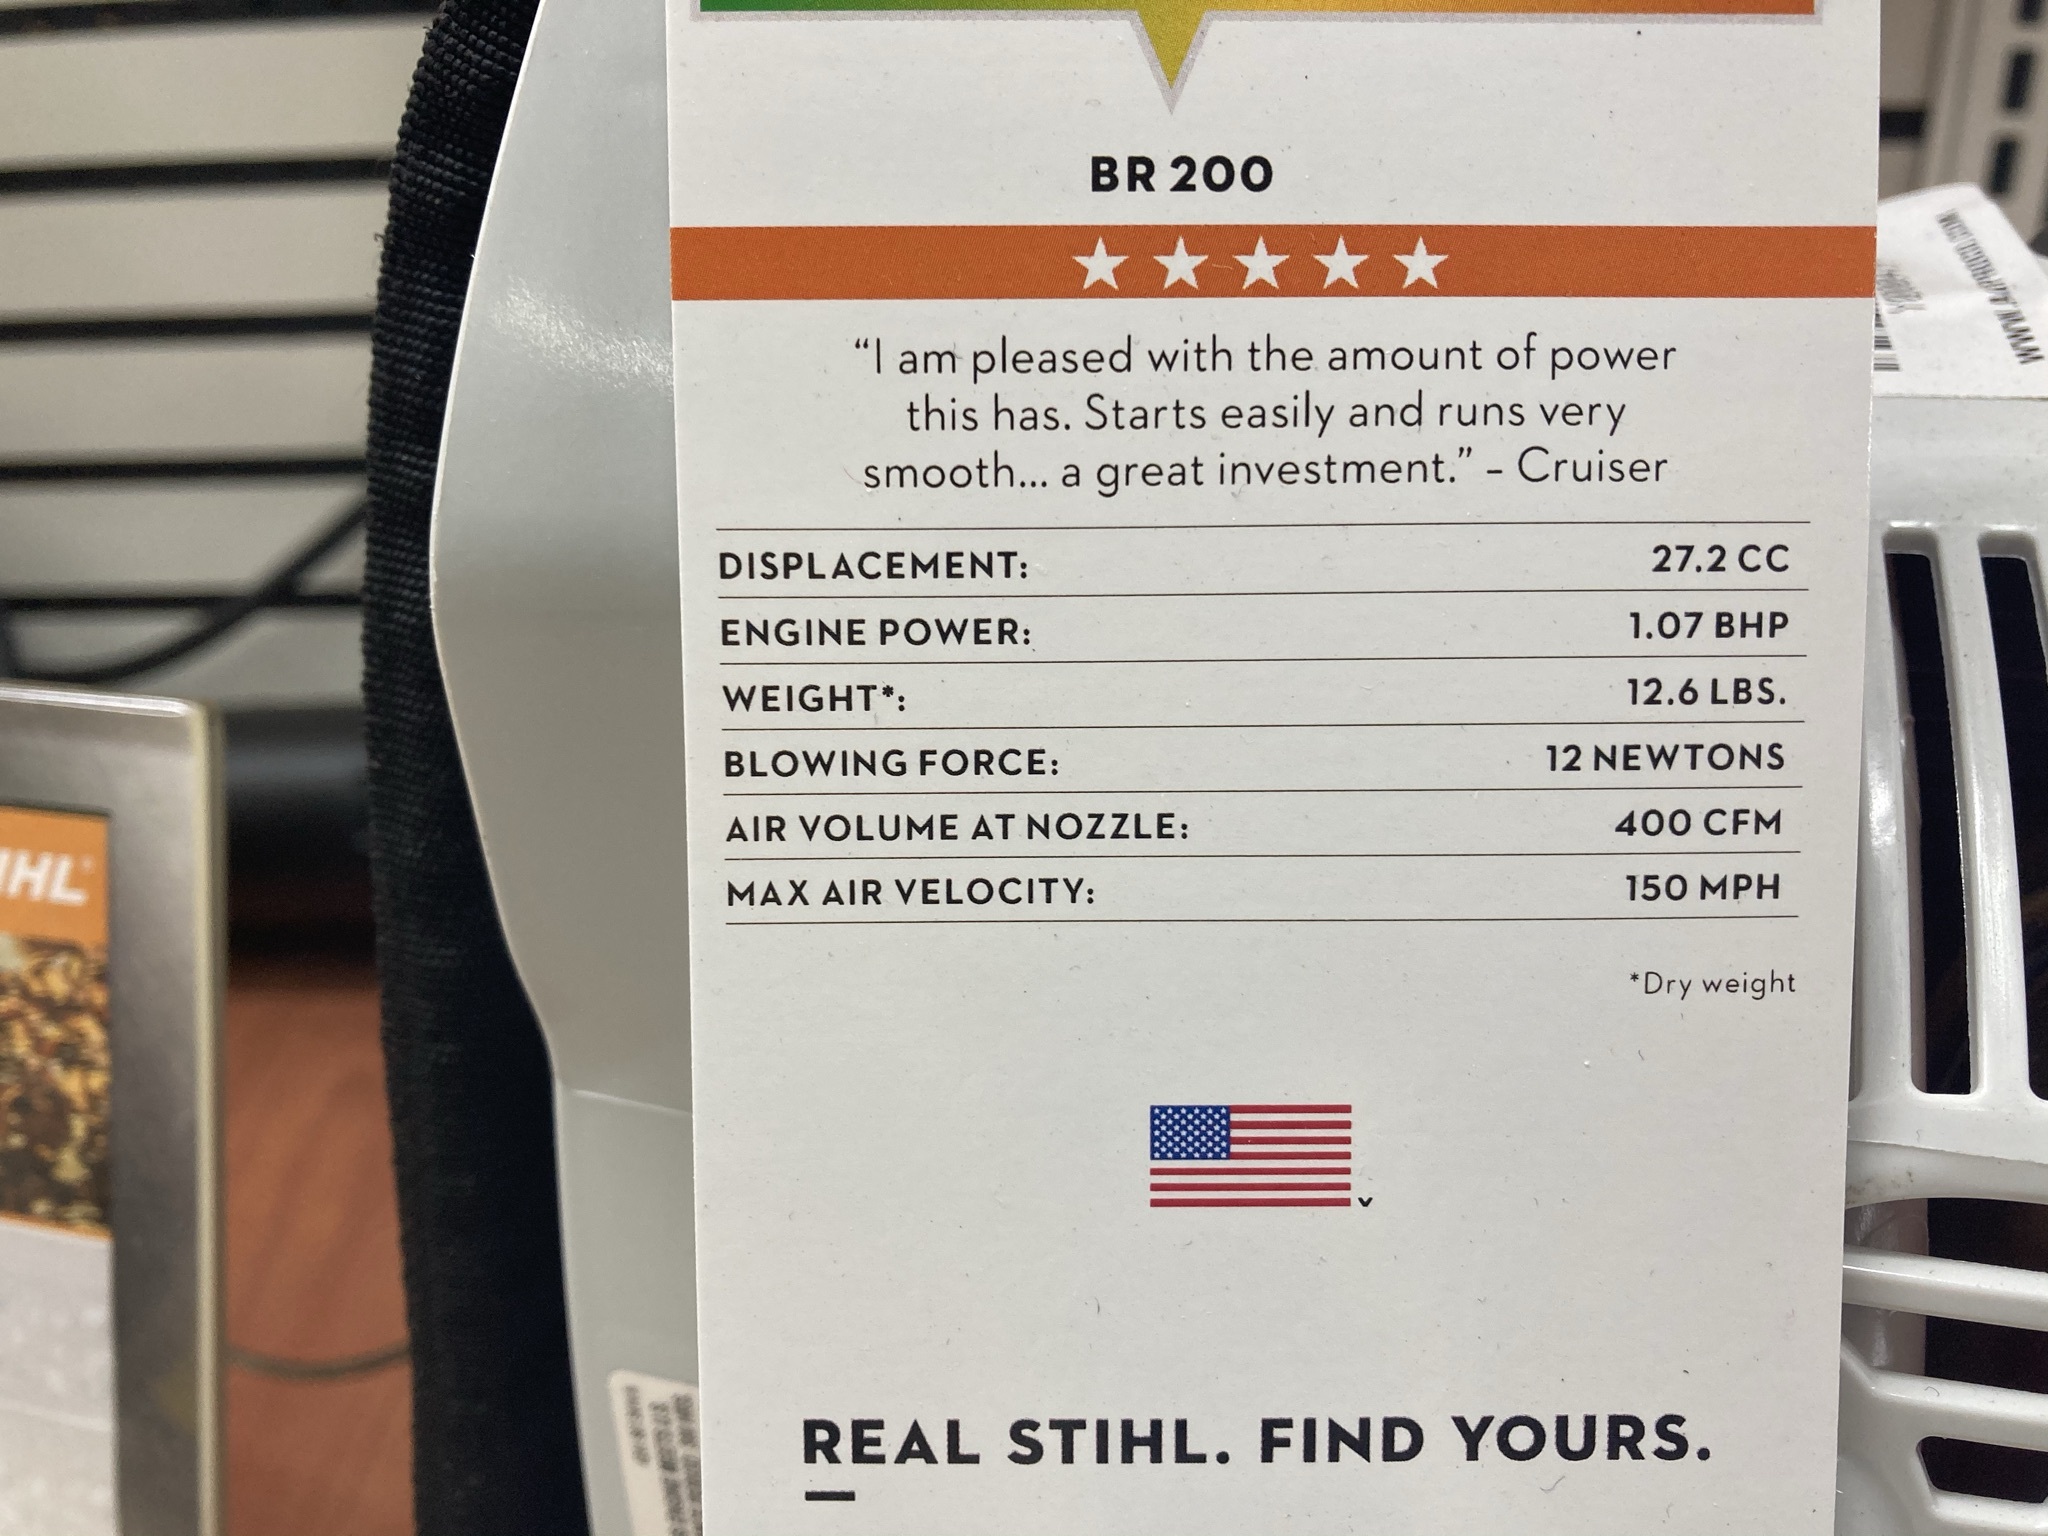 BR 200
“I am pleased with the amount of power
this has. Starts easily and runs very
smooth... a great investment.” – Cruiser
DISPLACEMENT: 27.2 CC
ENGINE POWER: 1.07 BHP
WEIGHT*: 12.6 LBS.
BLOWING FORCE: 12 NEWTONS
AIR VOLUME AT NOZZLE: 400 CFM
MAX AIR VELOCITY: 150 MPH
*Dry weight
REAL STIHL. FIND YOURS.
IHL